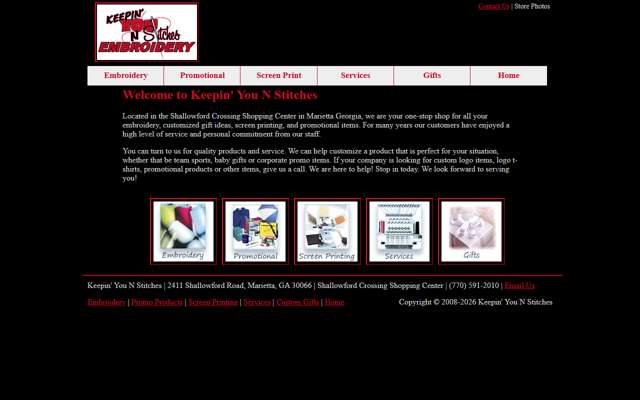 KEEPIN'
YOU
N Stitches
EMBROIDERY
Contact Us | Store Photos
Embroidery Promotional Screen Print Services Gifts Home
Welcome to Keepin' You N Stitches
Located in the Shallowford Crossing Shopping Center in Marietta Georgia, we are your one-stop shop for all your
embroidery, customized gift ideas, screen printing, and promotional items. For many years our customers have enjoyed a
high level of service and personal commitment from our staff.
You can turn to us for quality products and service. We can help customize a product that is perfect for your situation,
whether that be team sports, baby gifts or corporate promo items. If your company is looking for custom logo items, logo t-
shirts, promotional products or other items, give us a call. We are here to help! Stop in today. We look forward to serving
you!
Embroidery Promotional Screen Printing Services Gifts
Keepin' You N Stitches | 2411 Shallowford Road, Marietta, GA 30066 | Shallowford Crossing Shopping Center | (770) 591-2010 | Email Us
Embroidery | Promo Products | Screen Printing | Services | Custom Gifts | Home Copyright © 2008-2026 Keepin' You N Stitches